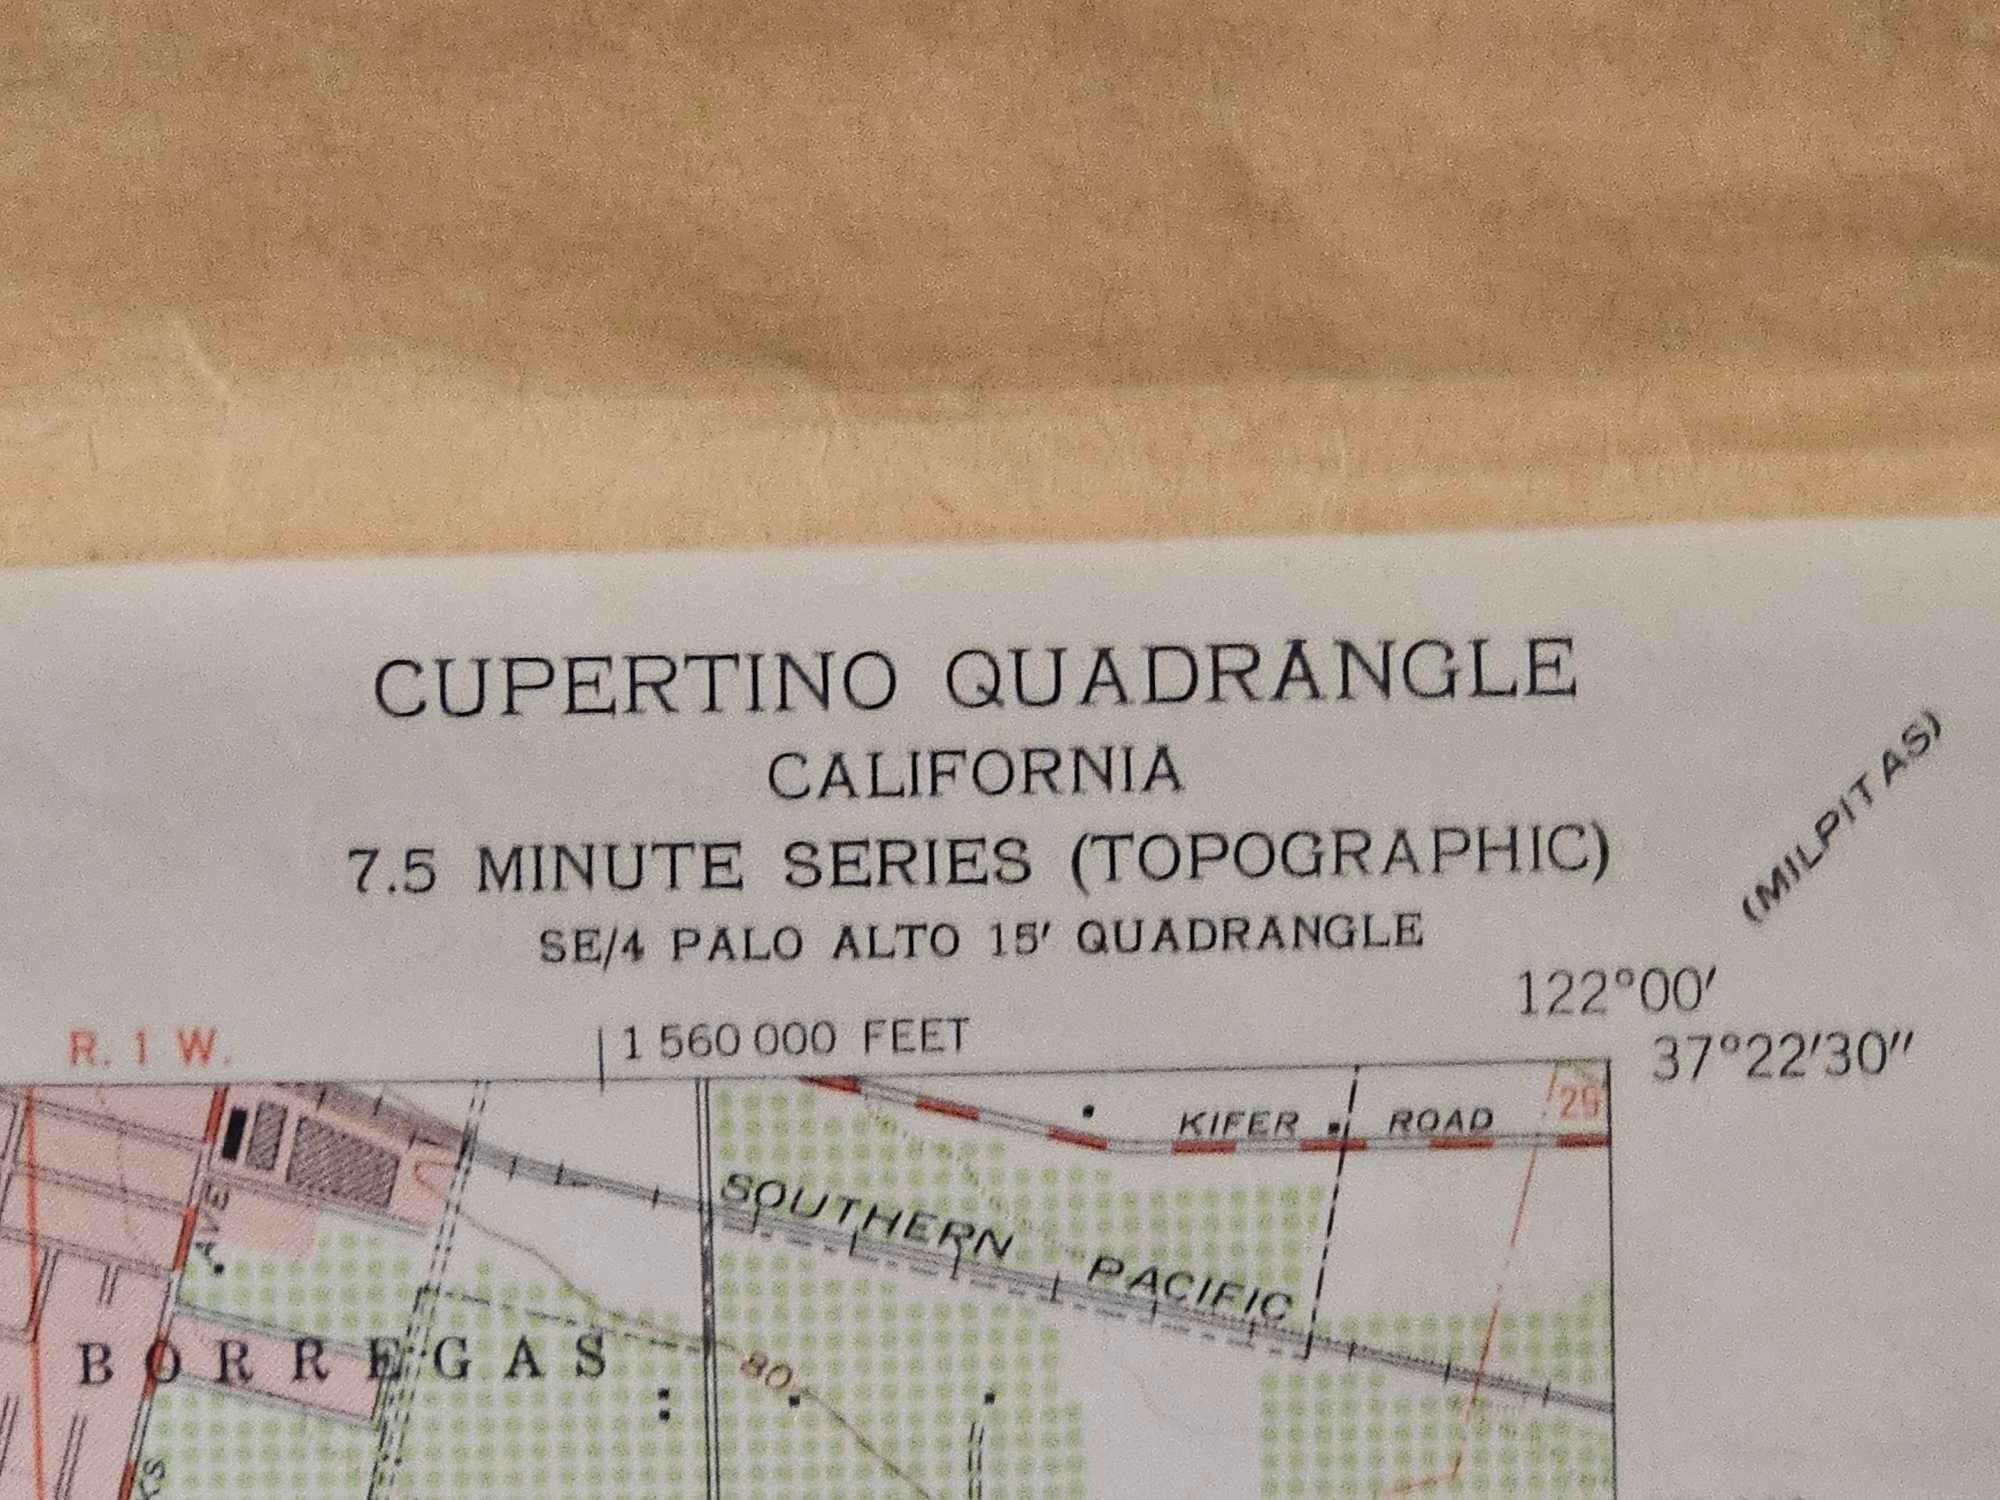 CUPERTINO QUADRANGLE
CALIFORNIA
7.5 MINUTE SERIES (TOPOGRAPHIC)
SE/4 PALO ALTO 15′ QUADRANGLE
(MILPITAS)
122°00′
37°22′30″
R. 1 W.
1 560 000 FEET
29
KIFER ROAD
AVE
SOUTHERN PACIFIC
BORREGAS
80